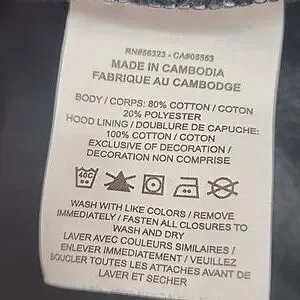 RN#56323 - CA#05553
MADE IN CAMBODIA
FABRIQUE AU CAMBODGE
BODY / CORPS: 80% COTTON / COTON
20% POLYESTER
HOOD LINING / DOUBLURE DE CAPUCHE:
100% COTTON / COTON
EXCLUSIVE OF DECORATION /
DECORATION NON COMPRISE
40C
WASH WITH LIKE COLORS / REMOVE
IMMEDIATELY / FASTEN ALL CLOSURES TO
WASH AND DRY
LAVER AVEC COULEURS SIMILAIRES /
ENLEVER IMMEDIATEMENT / VEUILLEZ
BOUCLER TOUTES LES ATTACHES AVANT DE
LAVER ET SECHER